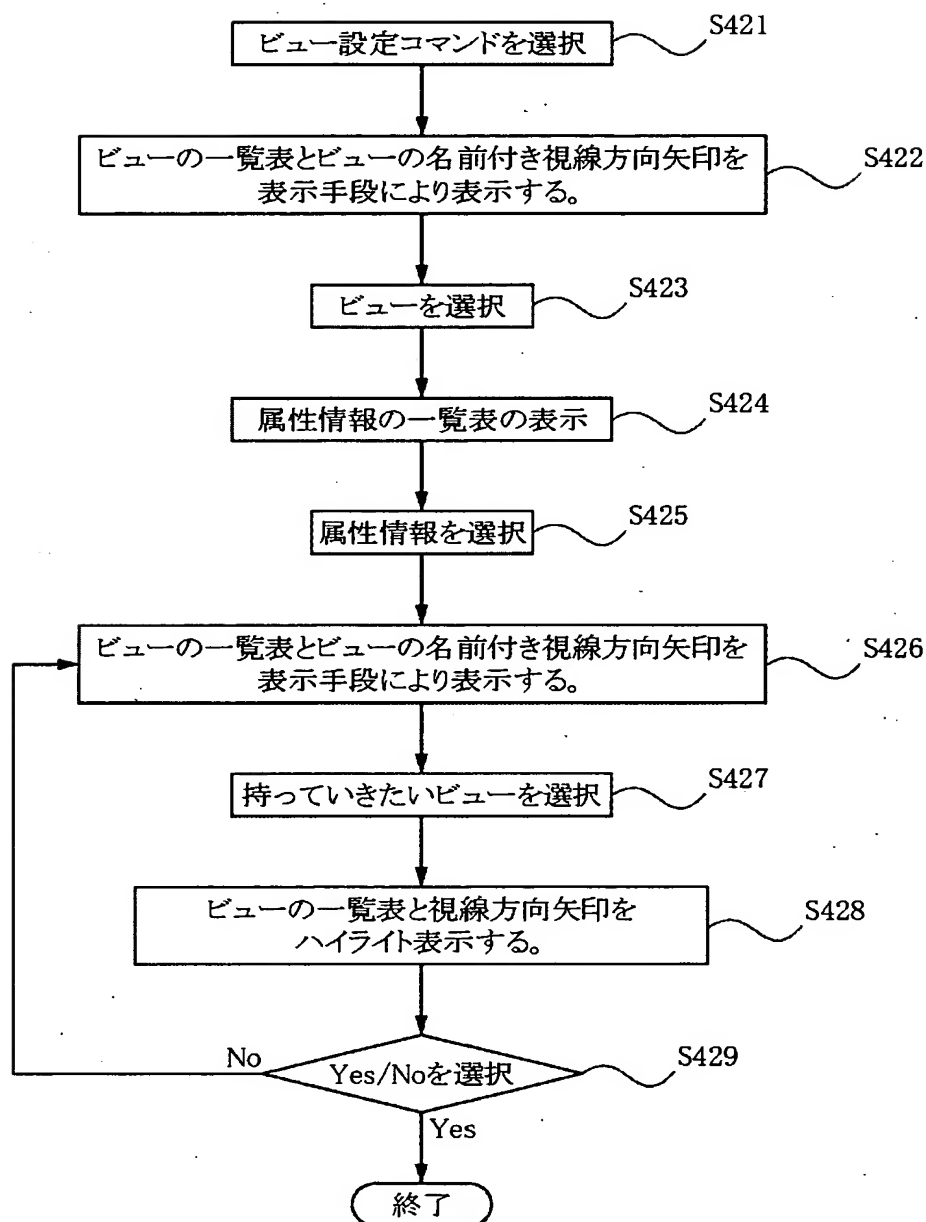 ビュー設定コマンドを選択
S421
ビューの一覧表とビューの名前付き視線方向矢印を
表示手段により表示する。
S422
ビューを選択
S423
属性情報の一覧表の表示
S424
属性情報を選択
S425
ビューの一覧表とビューの名前付き視線方向矢印を
表示手段により表示する。
S426
持っていきたいビューを選択
S427
ビューの一覧表と視線方向矢印を
ハイライト表示する。
S428
No
Yes/Noを選択
S429
Yes
終了